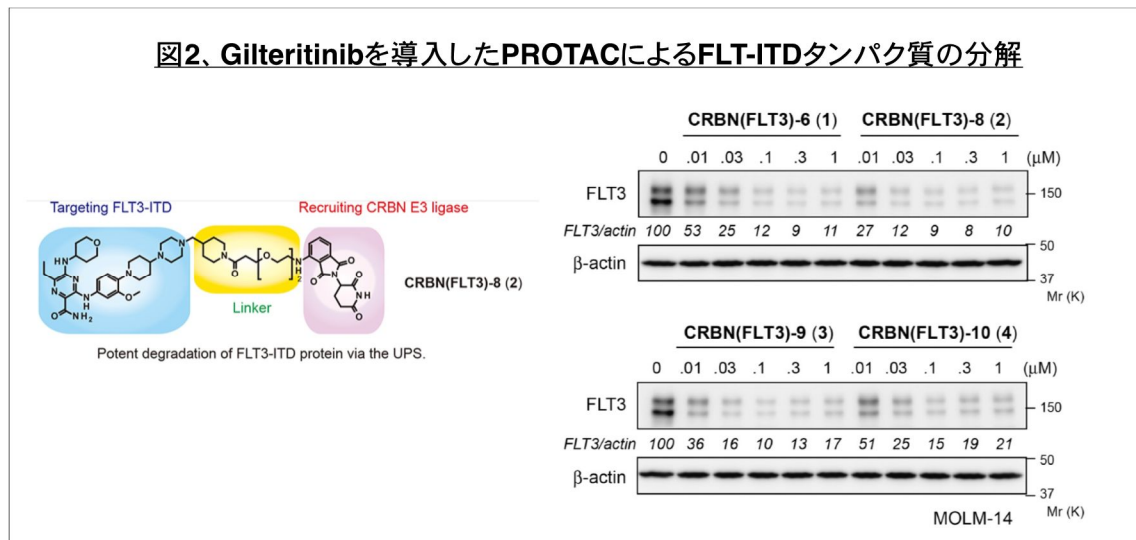 図2、Gilteritinibを導入したPROTACによるFLT-ITDタンパク質の分解
Targeting FLT3-ITD
Recruiting CRBN E3 ligase
Linker
CRBN(FLT3)-8 (2)
Potent degradation of FLT3-ITD protein via the UPS.
O
HN
N
N
N
N
N
N
NH
O
O
NH2
N
O
O
2
N
H
O
N
O
O
NH
O
CRBN(FLT3)-6 (1) CRBN(FLT3)-8 (2)
0 .01 .03 .1 .3 1 .01 .03 .1 .3 1 (μM)
FLT3 150
FLT3/actin 100 53 25 12 9 11 27 12 9 8 10
50
β-actin
37
Mr (K)
CRBN(FLT3)-9 (3) CRBN(FLT3)-10 (4)
0 .01 .03 .1 .3 1 .01 .03 .1 .3 1 (μM)
FLT3 150
FLT3/actin 100 36 16 10 13 17 51 25 15 19 21
50
β-actin
37
MOLM-14 Mr (K)